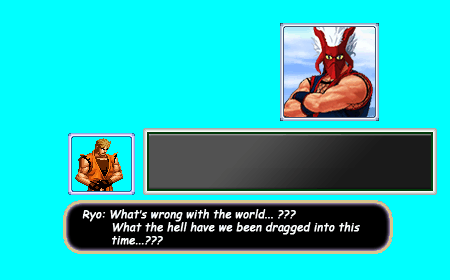 Ryo: What's wrong with the world... ???
What the hell have we been dragged into this
time...???